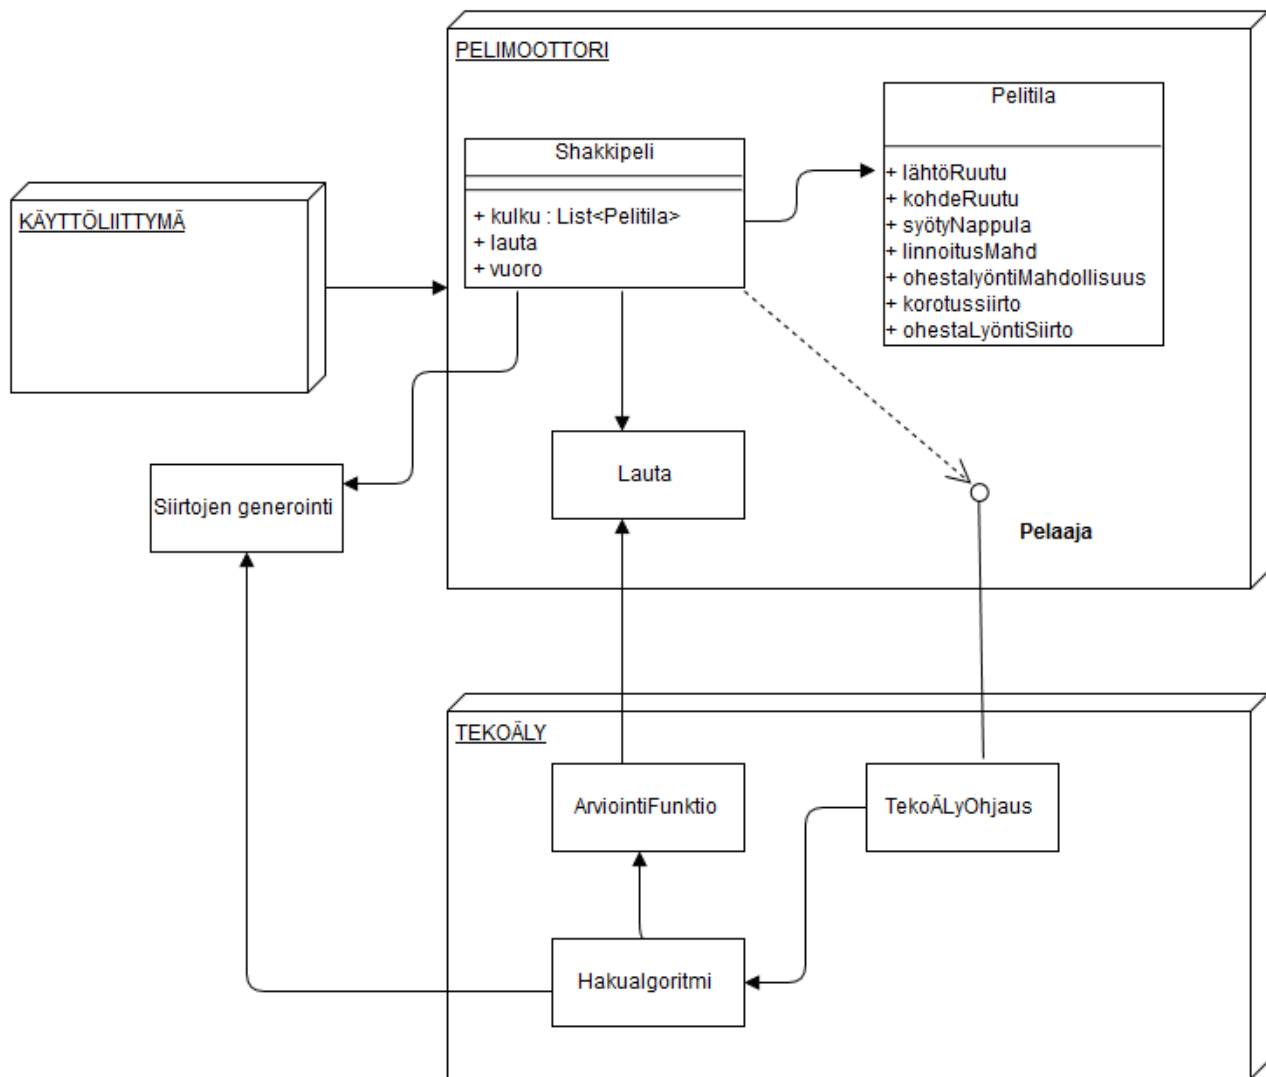 PELIMOOTTORI
Pelitila
+ lähtöRuutu
+ kohdeRuutu
+ syötyNappula
+ linnoitusMahd
+ ohestalyöntiMahdollisuus
+ korotussiirto
+ ohestaLyöntiSiirto
Shakkipeli
+ kulku : List<Pelitila>
+ lauta
+ vuoro
KÄYTTÖLIITTYMÄ
Lauta
Siirtojen generointi
Pelaaja
TEKOÄLY
ArviointiFunktio
TekoÄLyOhjaus
Hakualgoritmi